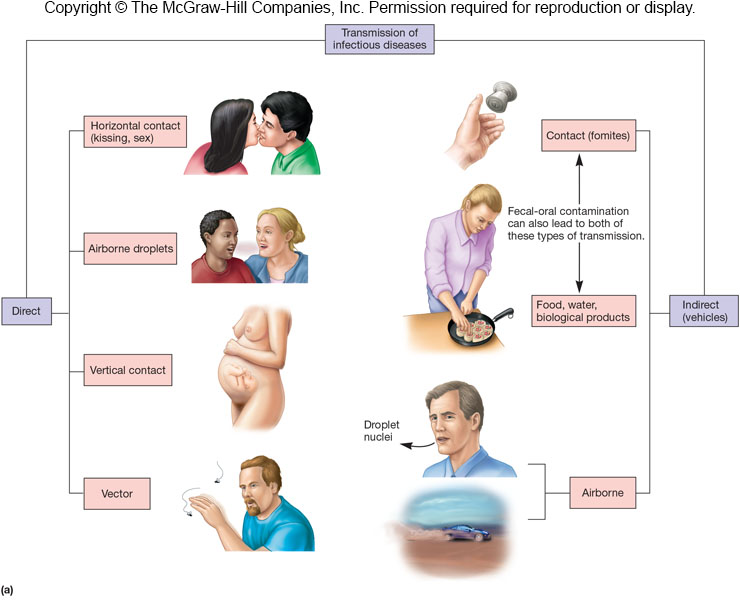 Copyright © The McGraw-Hill Companies, Inc. Permission required for reproduction or display.
Transmission of
infectious diseases
Direct
Horizontal contact
(kissing, sex)
Airborne droplets
Vertical contact
Vector
Contact (fomites)
Fecal-oral contamination
can also lead to both of
these types of transmission.
Food, water,
biological products
Indirect
(vehicles)
Droplet
nuclei
Airborne
(a)